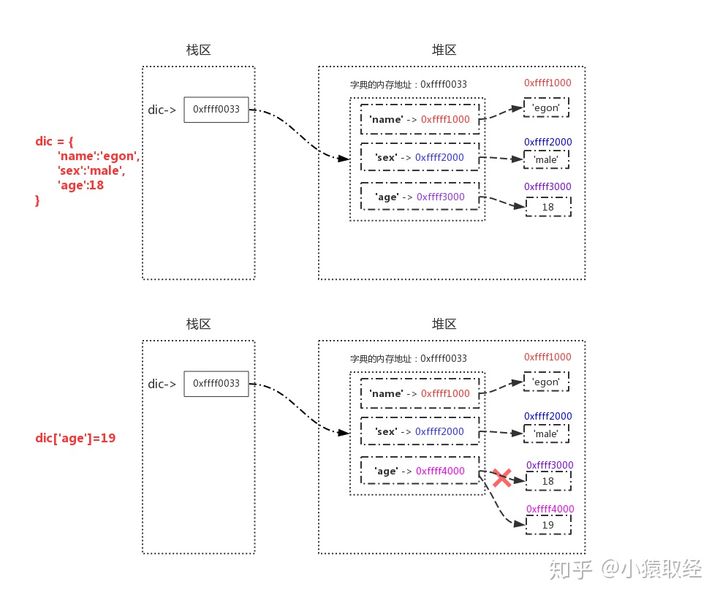 栈区
堆区
字典的内存地址：0xffff0033
0xffff1000
dic->
0xffff0033
'name' -> 0xffff1000
'egon'
dic = {
'name':'egon',
'sex':'male',
'age':18
}
0xffff2000
'sex' -> 0xffff2000
'male'
0xffff3000
'age' -> 0xffff3000
18
栈区
堆区
字典的内存地址：0xffff0033
0xffff1000
dic->
0xffff0033
'name' -> 0xffff1000
'egon'
0xffff2000
dic['age']=19
'sex' -> 0xffff2000
'male'
0xffff3000
'age' -> 0xffff4000
18
0xffff4000
19
知乎 @小猿取经